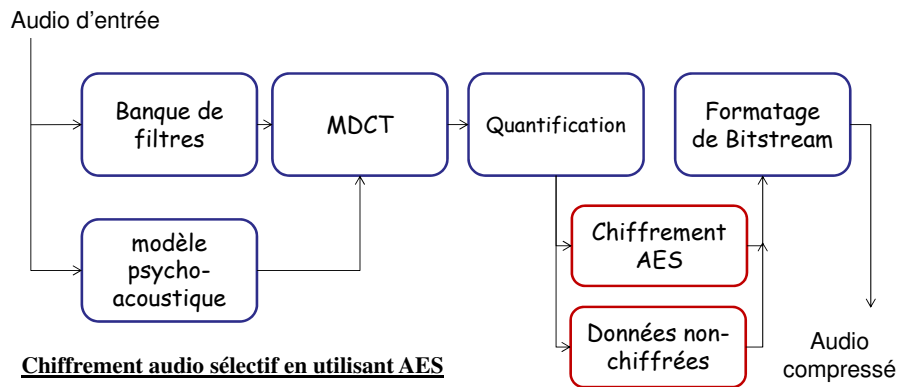 Audio d'entrée
Banque de
filtres
MDCT
Quantification
Formatage
de Bitstream
modèle
psycho-
acoustique
Chiffrement
AES
Données non-
chiffrées
Audio
compressé
Chiffrement audio sélectif en utilisant AES